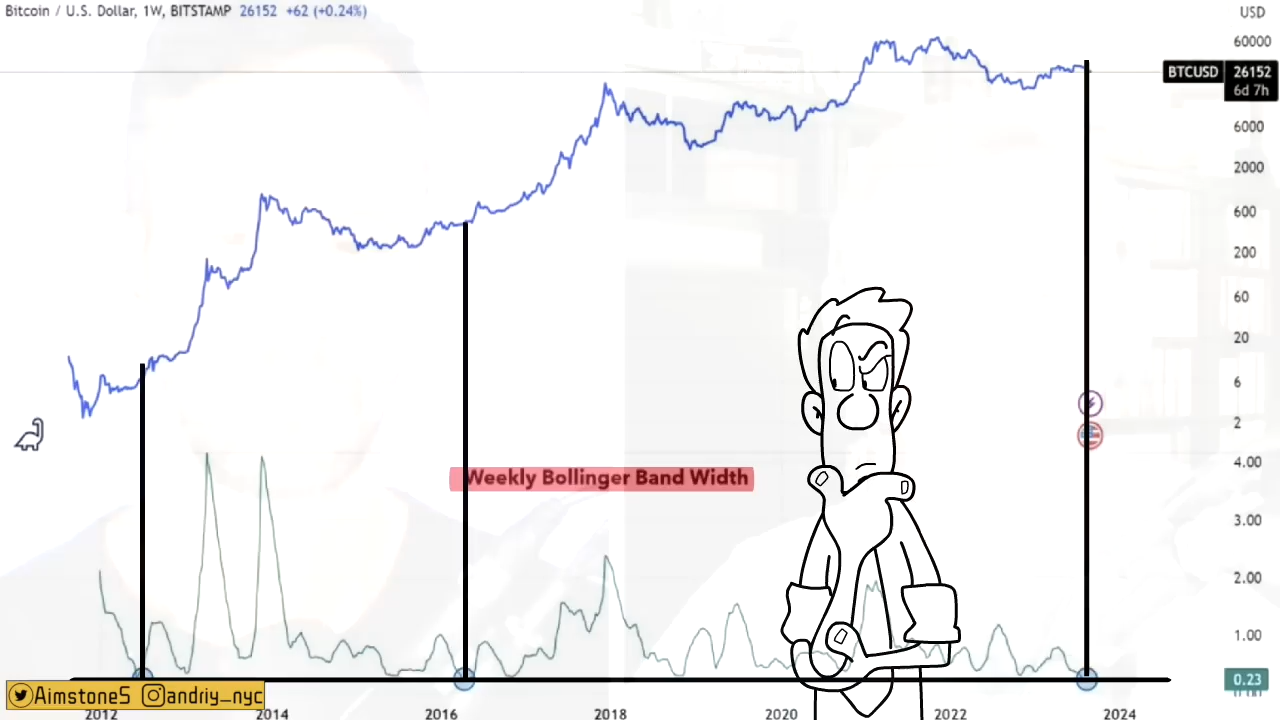 Bitcoin / U.S. Dollar, 1W, BITSTAMP 26152 +62 (+0.24%)
USD
60000
BTCUSD 26152
6d 7h
6000
2000
600
200
60
20
6
2
4.00
Weekly Bollinger Band Width
3.00
2.00
1.00
0.23
AimstoneS andriy_nyc
2012 2014 2016 2018 2020 2022 2024